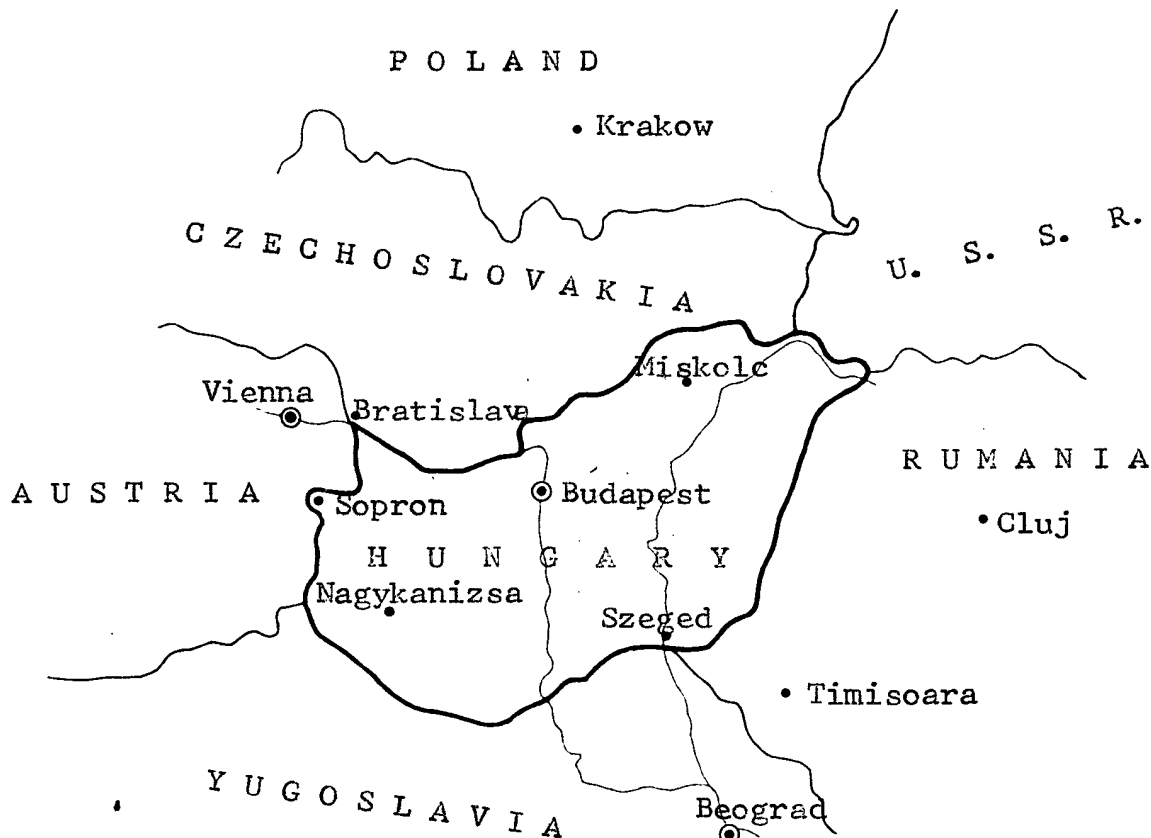 POLAND
Krakow
CZECHOSLOVAKIA
U. S. S. R.
Miskolc
Vienna
Bratislava
RUMANIA
AUSTRIA
Sopron
Budapest
Cluj
HUNGARY
Nagykanizsa
Szeged
Timisoara
YUGOSLAVIA
Beograd